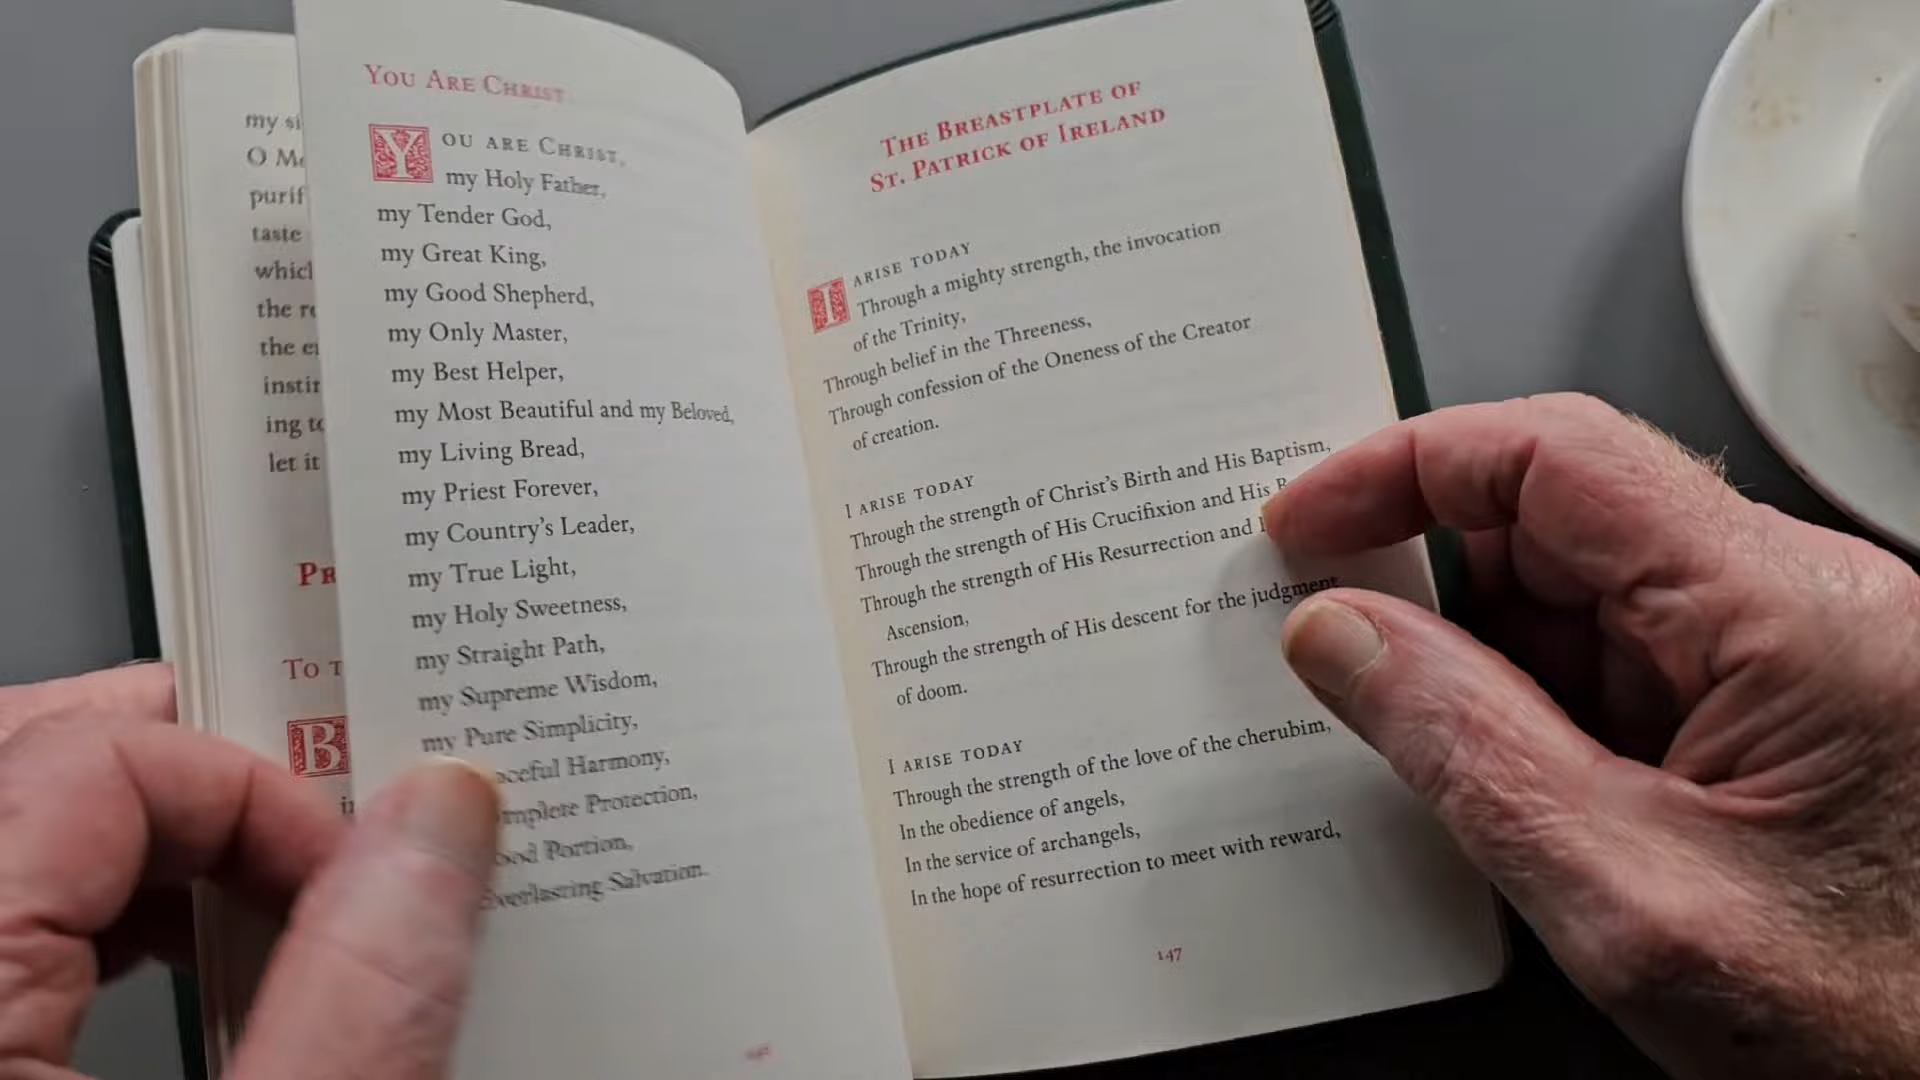 my
O
purif
taste
which
the
the
instir
ing to
let it
PR
TO T
B
YOU ARE CHRIST
YOU ARE CHRIST,
my Holy Father,
my Tender God,
my Great King,
my Good Shepherd,
my Only Master,
my Best Helper,
my Most Beautiful and my Beloved,
my Living Bread,
my Priest Forever,
my Country's Leader,
my True Light,
my Holy Sweetness,
my Straight Path,
my Supreme Wisdom,
my Pure Simplicity,
aceful Harmony,
mplete Protection,
ood Portion,
Everlasting Salvation.
THE BREASTPLATE OF
ST. PATRICK OF IRELAND
I ARISE TODAY
Through a mighty strength, the invocation
of the Trinity,
Through belief in the Threeness,
Through confession of the Oneness of the Creator
of creation.
I ARISE TODAY
Through the strength of Christ's Birth and His Baptism,
Through the strength of His Crucifixion and His
Through the strength of His Resurrection and
Ascension,
Through the strength of His descent for the judgment
of doom.
I ARISE TODAY
Through the strength of the love of the cherubim,
In the obedience of angels,
In the service of archangels,
In the hope of resurrection to meet with reward,
147